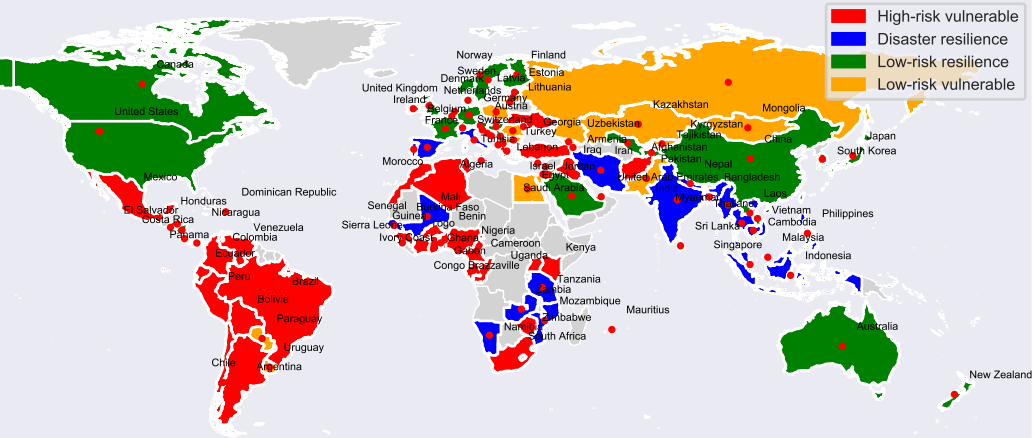 High-risk vulnerable
Disaster resilience
Low-risk resilience
Low-risk vulnerable
Canada
United States
Mexico
Honduras
Dominican Republic
El Salvador
Nicaragua
Costa Rica
Panama
Venezuela
Colombia
Ecuador
Peru
Brazil
Bolivia
Paraguay
Uruguay
Chile
Argentina
Norway
Finland
Sweden
Denmark
Latvia
Estonia
Lithuania
United Kingdom
Netherlands
Ireland
Germany
Belgium
Austria
France
Switzerland
Georgia
Turkey
Tunisia
Lebanon
Armenia
Iraq
Iran
Morocco
Algeria
Israel
Jordan
Egypt
Saudi Arabia
United Arab Emirates
Kazakhstan
Mongolia
Uzbekistan
Kyrgyzstan
Tajikistan
China
Afghanistan
Pakistan
Nepal
Bangladesh
India
Myanmar
Laos
Thailand
Vietnam
Cambodia
Philippines
Sri Lanka
Malaysia
Singapore
Indonesia
Japan
South Korea
Mali
Senegal
Burkina Faso
Guinea
Benin
Sierra Leone
Togo
Ivory Coast
Ghana
Nigeria
Cameroon
Gabon
Uganda
Kenya
Congo Brazzaville
Tanzania
Zambia
Mozambique
Mauritius
Zimbabwe
Namibia
South Africa
Australia
New Zealand